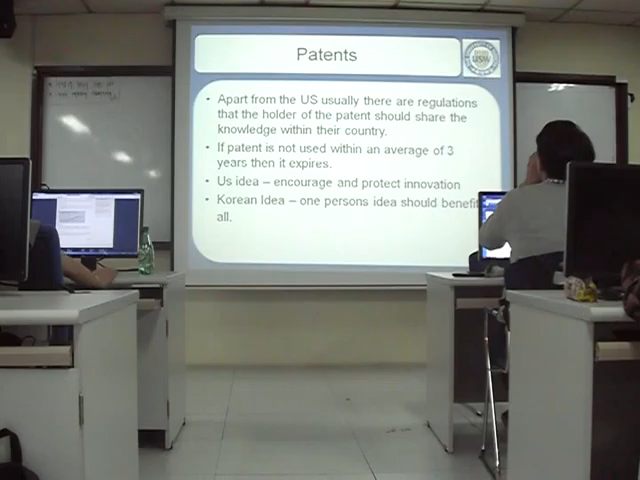 Patents
• Apart from the US usually there are regulations
that the holder of the patent should share the
knowledge within their country.
• If patent is not used within an average of 3
years then it expires.
• Us idea – encourage and protect innovation
• Korean Idea – one persons idea should benefit
all.